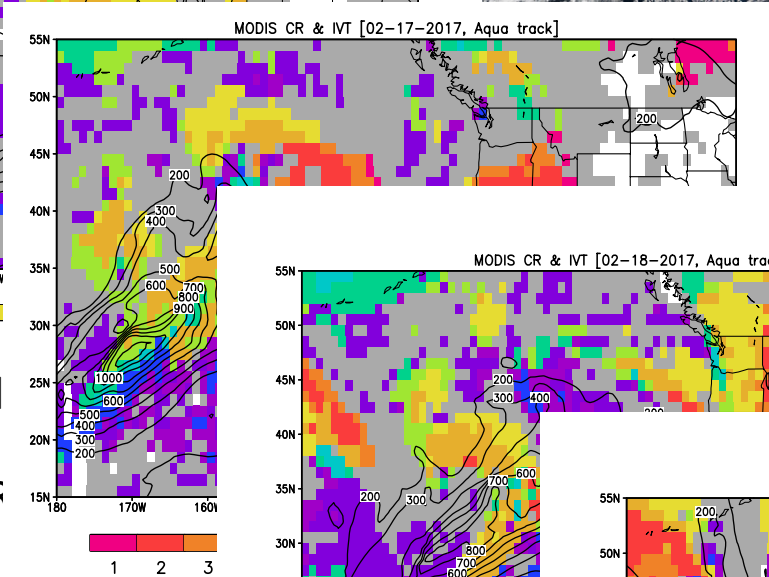 MODIS CR & IVT [02-17-2017, Aqua track]
55N
50N
200
45N
200
40N
300
400
35N
500
600
700
800
900
30N
1000
25N
600
500
400
300
20N
200
15N
180
170W
160
1 2 3
MODIS CR & IVT [02-18-2017, Aqua tra
55N
50N
45N
200
300
400
200
40N
600
700
35N
200
300
30N
800
700
600
55N
200
50N